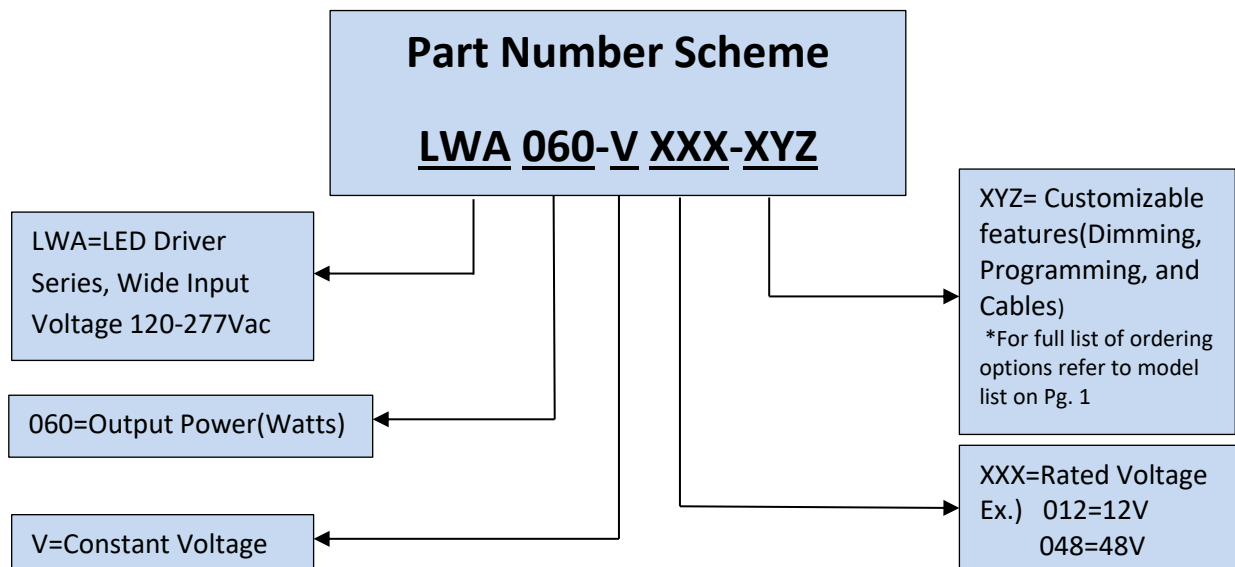 Part Number Scheme
LWA 060-V XXX-XYZ
LWA=LED Driver
Series, Wide Input
Voltage 120-277Vac
060=Output Power(Watts)
V=Constant Voltage
XYZ= Customizable
features(Dimming,
Programming, and
Cables)
*For full list of ordering
options refer to model
list on Pg. 1
XXX=Rated Voltage
Ex.) 012=12V
048=48V